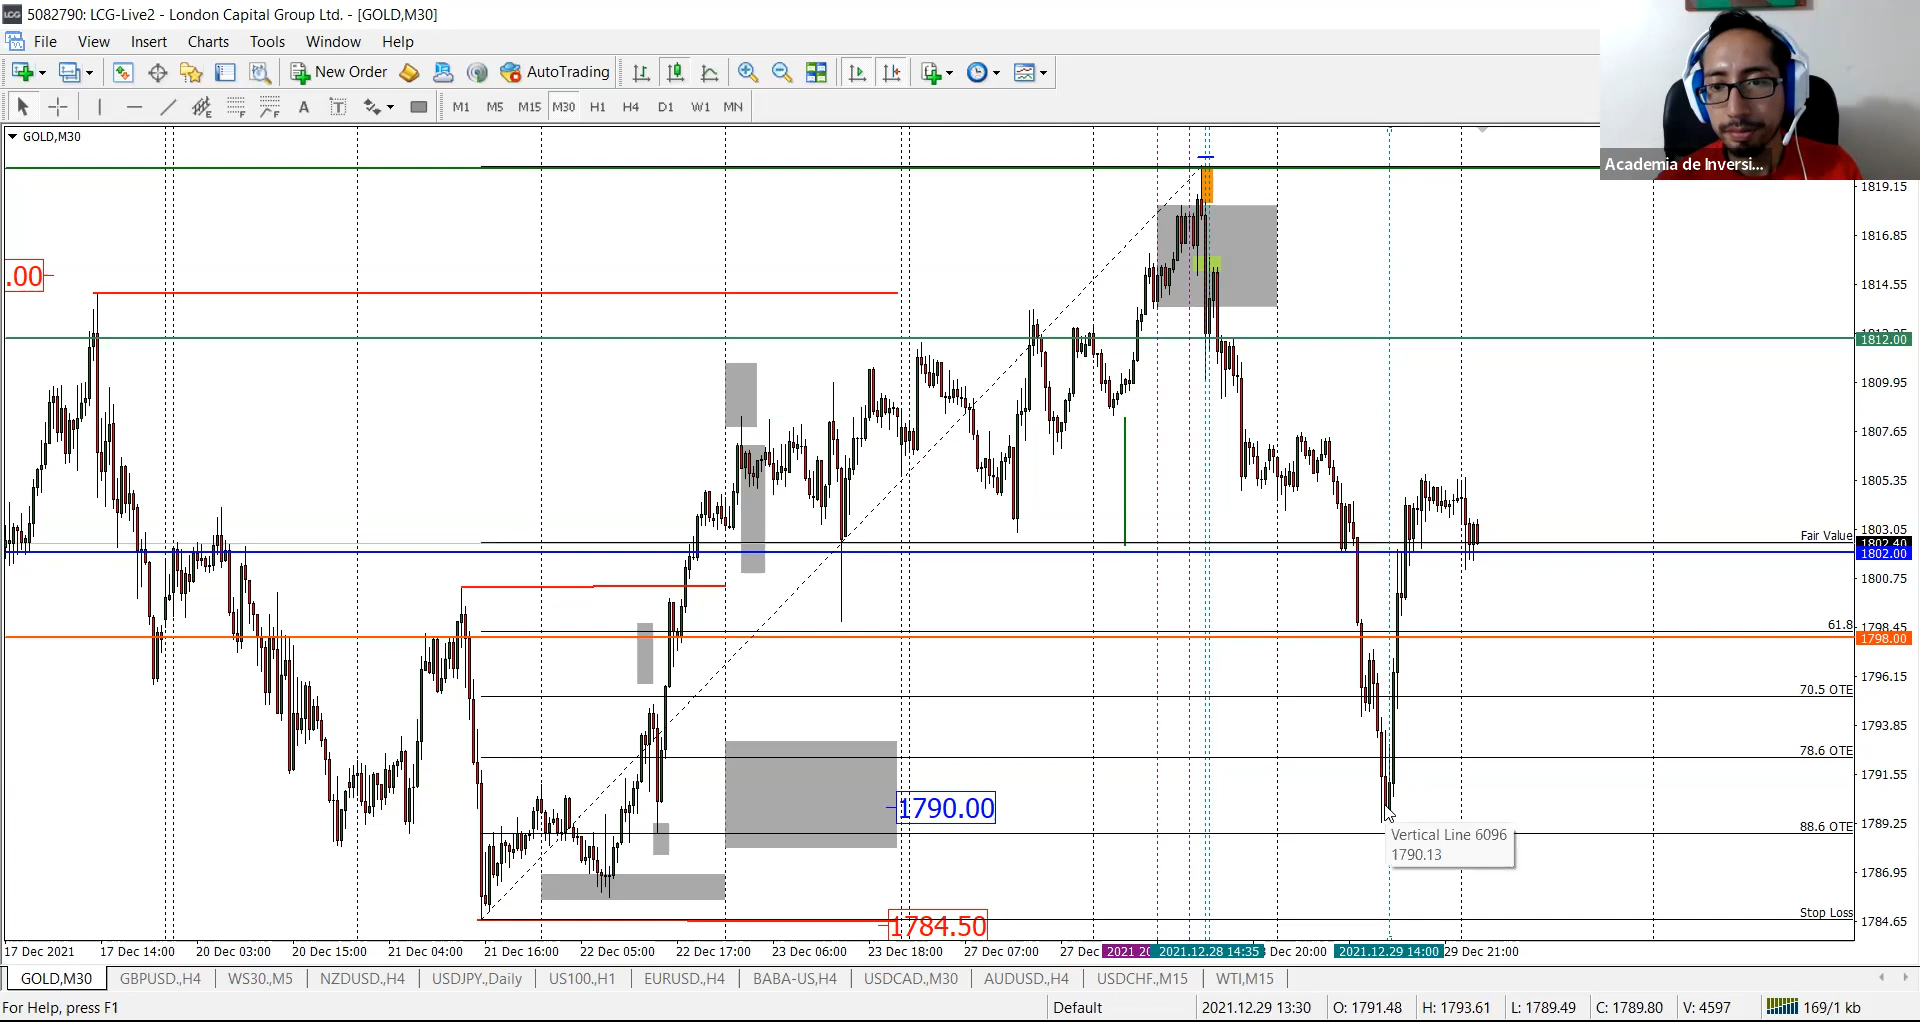 5082790: LCG-Live2 - London Capital Group Ltd. - [GOLD,M30]
File View Insert Charts Tools Window Help
New Order AutoTrading
A T M1 M5 M15 M30 H1 H4 D1 W1 MN
Academia de Inversi...
GOLD,M30
1819.15
1816.85
.00
1814.55
1812.00
1809.95
1807.65
1805.35
1803.05
Fair Value
1802.40
1802.00
1800.75
61.8
1798.45
1798.00
1796.15
70.5 OTE
1793.85
78.6 OTE
1791.55
1790.00
1789.25
88.6 OTE
Vertical Line 6096
1790.13
1786.95
Stop Loss
1784.50
1784.65
17 Dec 2021 17 Dec 14:00 20 Dec 03:00 20 Dec 15:00 21 Dec 04:00 21 Dec 16:00 22 Dec 05:00 22 Dec 17:00 23 Dec 06:00 23 Dec 18:00 27 Dec 07:00 27 Dec 2021.12.28 14:35 Dec 20:00 2021.12.29 14:00 29 Dec 21:00
GOLD,M30 GBPUSD.,H4 WS30.,M5 NZDUSD.,H4 USDJPY.,Daily US100.,H1 EURUSD.,H4 BABA-US,H4 USDCAD.,M30 AUDUSD.,H4 USDCHF.,M15 WTI,M15
For Help, press F1 Default 2021.12.29 13:30 O: 1791.48 H: 1793.61 L: 1789.49 C: 1789.80 V: 4597 169/1 kb